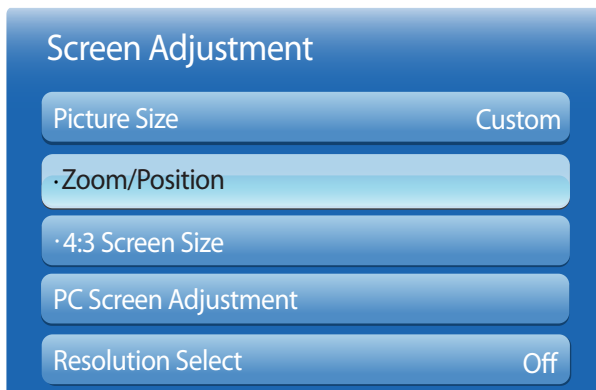 Screen Adjustment
Picture Size Custom
·Zoom/Position
·4:3 Screen Size
PC Screen Adjustment
Resolution Select Off